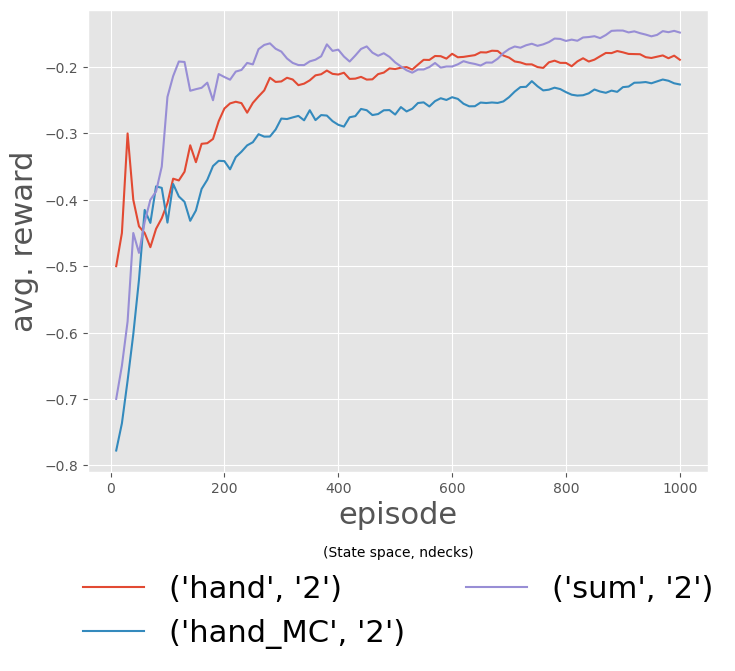 −0.2
−0.3
−0.4
−0.5
−0.6
−0.7
−0.8
avg. reward
0 200 400 600 800 1000
episode
(State space, ndecks)
('hand', '2') ('sum', '2')
('hand_MC', '2')